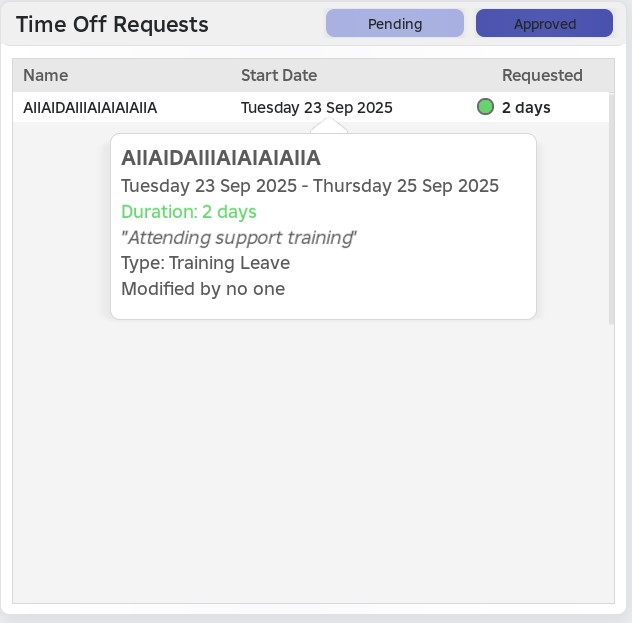 Time Off Requests
Pending
Approved
Name Start Date Requested
AIIAIDAIIIAIAIAIAIIA Tuesday 23 Sep 2025 2 days
AIIAIDAIIIAIAIAIAIIA
Tuesday 23 Sep 2025 - Thursday 25 Sep 2025
Duration: 2 days
"Attending support training"
Type: Training Leave
Modified by no one